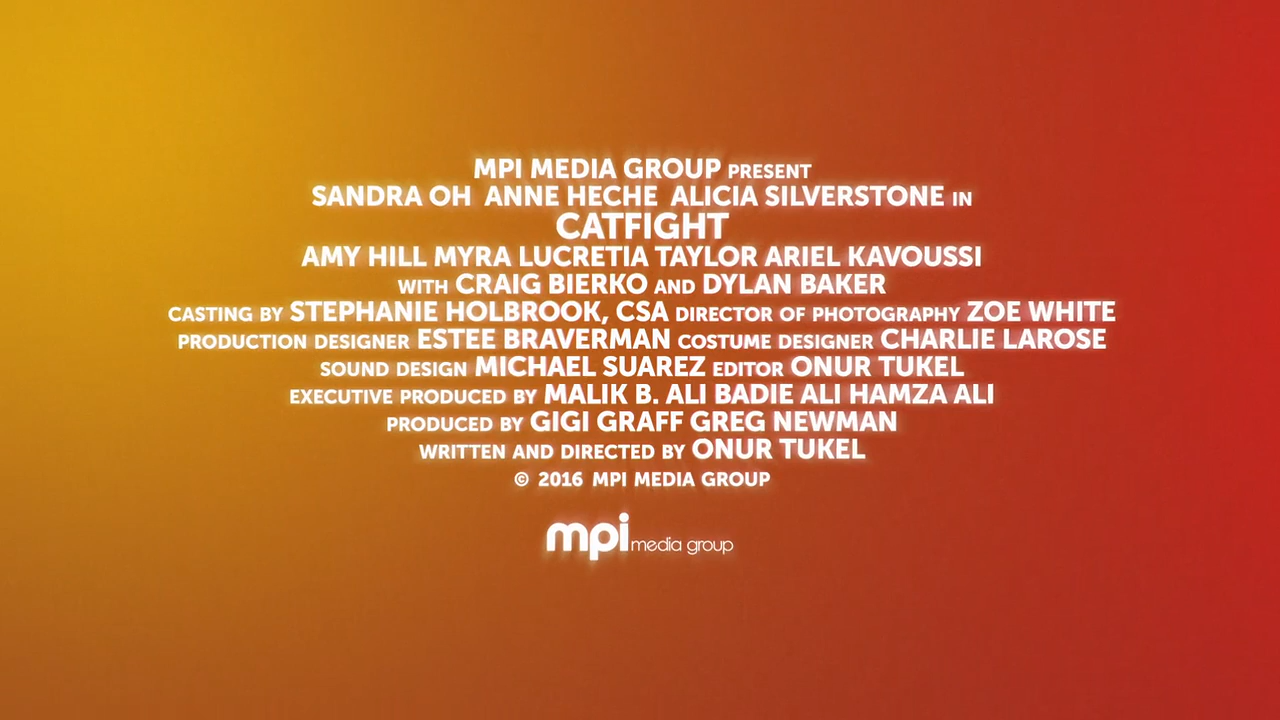 MPI MEDIA GROUP PRESENT
SANDRA OH ANNE HECHE ALICIA SILVERSTONE IN
CATFIGHT
AMY HILL MYRA LUCRETIA TAYLOR ARIEL KAVOUSSI
WITH CRAIG BIERKO AND DYLAN BAKER
CASTING BY STEPHANIE HOLBROOK, CSA DIRECTOR OF PHOTOGRAPHY ZOE WHITE
PRODUCTION DESIGNER ESTEE BRAVERMAN COSTUME DESIGNER CHARLIE LAROSE
SOUND DESIGN MICHAEL SUAREZ EDITOR ONUR TUKEL
EXECUTIVE PRODUCED BY MALIK B. ALI BADIE ALI HAMZA ALI
PRODUCED BY GIGI GRAFF GREG NEWMAN
WRITTEN AND DIRECTED BY ONUR TUKEL
© 2016 MPI MEDIA GROUP
mpi media group